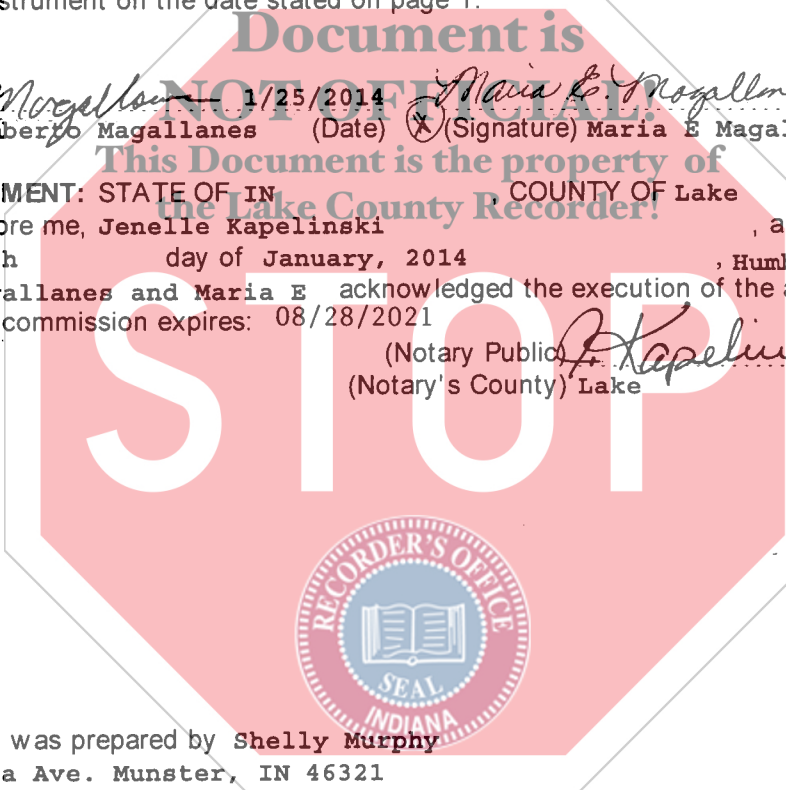 strument on the date stated on page 1.
Document is
NOT OFFICIAL!
Magallan 1/25/2014 Maria E Magallan
berto Magallanes (Date) X (Signature) Maria E Magal
This Document is the property of
MENT: STATE OF IN , COUNTY OF Lake
the Lake County Recorder!
ore me, Jenelle Kapelinski , a
h day of January, 2014 , Humb
allanes and Maria E acknowledged the execution of the a
commission expires: 08/28/2021
(Notary Public) J. Kapelin
(Notary's County) Lake
STOP
RECORDER'S OFFICE
SEAL
INDIANA
was prepared by Shelly Murphy
a Ave. Munster, IN 46321